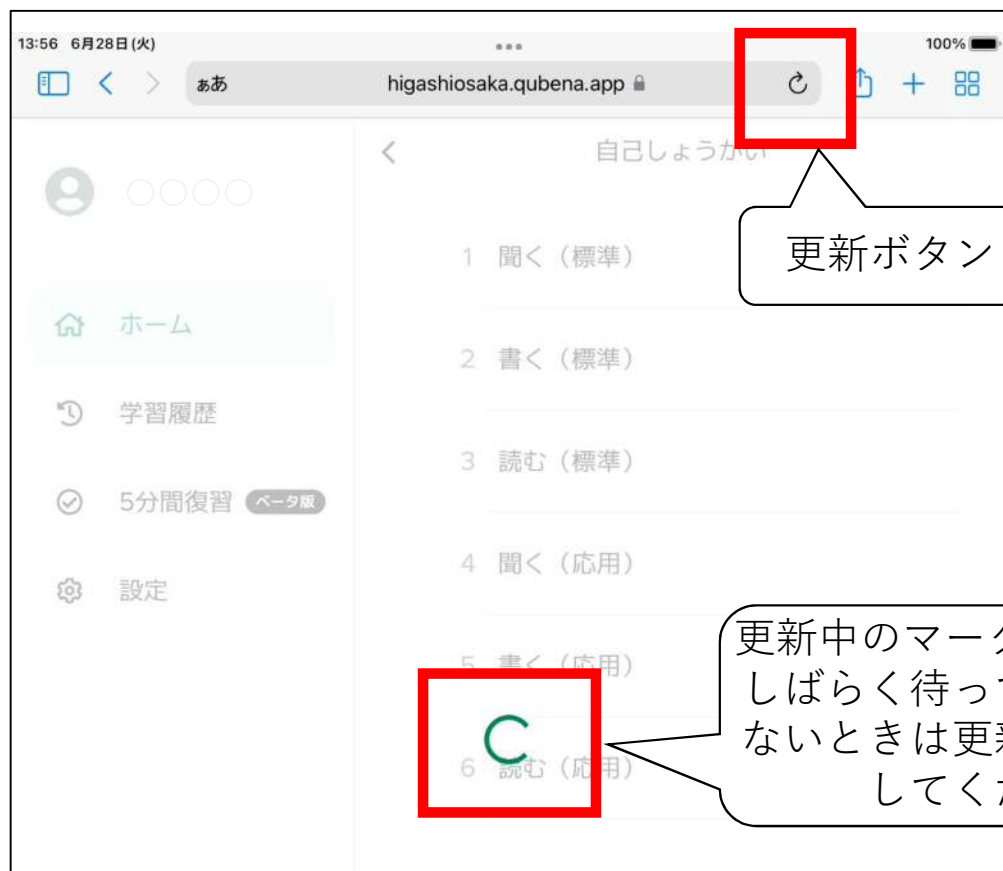 13:56 6月28日(火)
100%
ぁあ
higashiosaka.qubena.app
自己しょうかい
○○○○
更新ボタン
1 聞く(標準)
ホーム
2 書く(標準)
学習履歴
3 読む(標準)
5分間復習 ベータ版
4 聞く(応用)
設定
5 書く(応用)
6 読む(応用)
更新中のマーク
しばらく待って
ないときは更新
してくだ